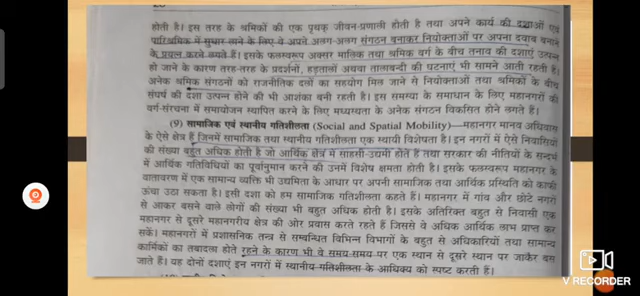 होती है। इस तरह के श्रमिकों की एक पृथक् जीवन-प्रणाली होती है तथा अपने कार्य की दशाओं एवं
पारिश्रमिक में सुधार लाने के लिए वे अपने अलग-अलग संगठन बनाकर नियोक्ताओं पर अपना दबाव बनाने
के प्रयत्न करने लगते हैं। इसके फलस्वरूप अक्सर मालिक तथा श्रमिक वर्ग के बीच तनाव की दशाएं उत्पन्न
हो जाने के कारण तरह-तरह के प्रदर्शनों, हड़तालों अथवा तालाबन्दी की घटनाएं भी सामने आती रहती हैं।
अनेक श्रमिक संगठनों को राजनीतिक दलों का सहयोग मिल जाने से नियोक्ताओं तथा श्रमिकों के बीच
संघर्ष की दशा उत्पन्न होने की भी आशंका बनी रहती है। इस समस्या के समाधान के लिए महानगरों की
वर्ग-संरचना में समायोजन स्थापित करने के लिए मध्यस्थता के अनेक संगठन विकसित होने लगते हैं।
(9) सामाजिक एवं स्थानीय गतिशीलता (Social and Spatial Mobility)—महानगर मानव अधिवास
के ऐसे क्षेत्र हैं जिनमें सामाजिक तथा स्थानीय गतिशीलता एक स्थायी विशेषता है। इन नगरों में ऐसे निवासियों
की संख्या बहुत अधिक होती है जो आर्थिक क्षेत्र में साहसी-उद्यमी होते हैं तथा सरकार की नीतियों के सन्दर्भ
में आर्थिक गतिविधियों का पूर्वानुमान करने की उनमें विशेष क्षमता होती है। इसके फलस्वरूप महानगर के
वातावरण में एक सामान्य व्यक्ति भी उद्यमिता के आधार पर अपनी सामाजिक तथा आर्थिक प्रस्थिति को काफी
ऊंचा उठा सकता है। इसी दशा को हम सामाजिक गतिशीलता कहते हैं। महानगर में गांव और छोटे नगरों
से आकर बसने वाले लोगों की संख्या भी बहुत अधिक होती है। इसके अतिरिक्त बहुत से निवासी एक
महानगर से दूसरे महानगरीय क्षेत्र की ओर प्रवास करते रहते हैं जिससे वे अधिक आर्थिक लाभ प्राप्त कर
सकें। महानगरों में प्रशासनिक तन्त्र से सम्बन्धित विभिन्न विभागों के बहुत से अधिकारियों तथा सामान्य
कार्मिकों का तबादला होते रहने के कारण भी वे समय-समय पर एक स्थान से दूसरे स्थान पर जाकर बस
जाते हैं। यह दोनों दशाएं इन नगरों में स्थानीय गतिशीलता के आधिक्य को स्पष्ट करती हैं।
VIDEO RECORDER